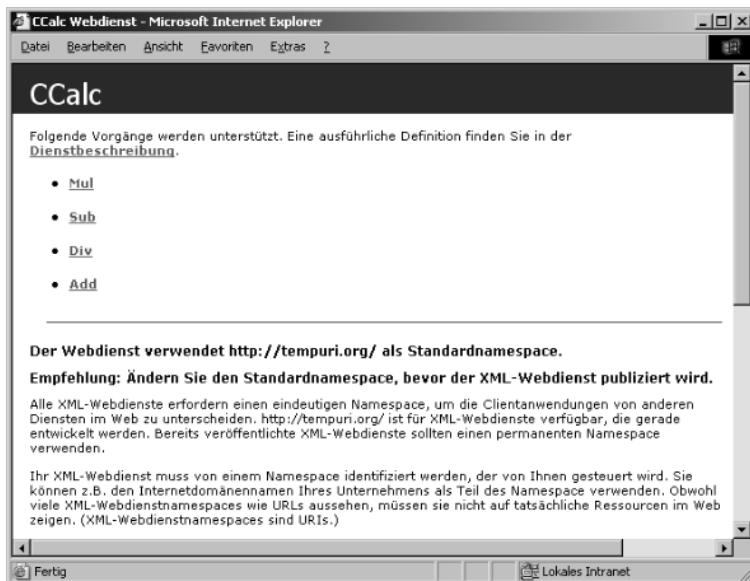 CCalc Webdienst - Microsoft Internet Explorer
Datei Bearbeiten Ansicht Favoriten Extras ?
CCalc
Folgende Vorgänge werden unterstützt. Eine ausführliche Definition finden Sie in der
Dienstbeschreibung.
• Mul
• Sub
• Div
• Add
Der Webdienst verwendet http://tempuri.org/ als Standardnamespace.
Empfehlung: Ändern Sie den Standardnamespace, bevor der XML-Webdienst publiziert wird.
Alle XML-Webdienste erfordern einen eindeutigen Namespace, um die Clientanwendungen von anderen
Diensten im Web zu unterscheiden. http://tempuri.org/ ist für XML-Webdienste verfügbar, die gerade
entwickelt werden. Bereits veröffentlichte XML-Webdienste sollten einen permanenten Namespace
verwenden.
Ihr XML-Webdienst muss von einem Namespace identifiziert werden, der von Ihnen gesteuert wird. Sie
können z.B. den Internetdomänennamen Ihres Unternehmens als Teil des Namespace verwenden. Obwohl
viele XML-Webdienstnamespaces wie URLs aussehen, müssen sie nicht auf tatsächliche Ressourcen im Web
zeigen. (XML-Webdienstnamespaces sind URIs.)
Fertig Lokales Intranet